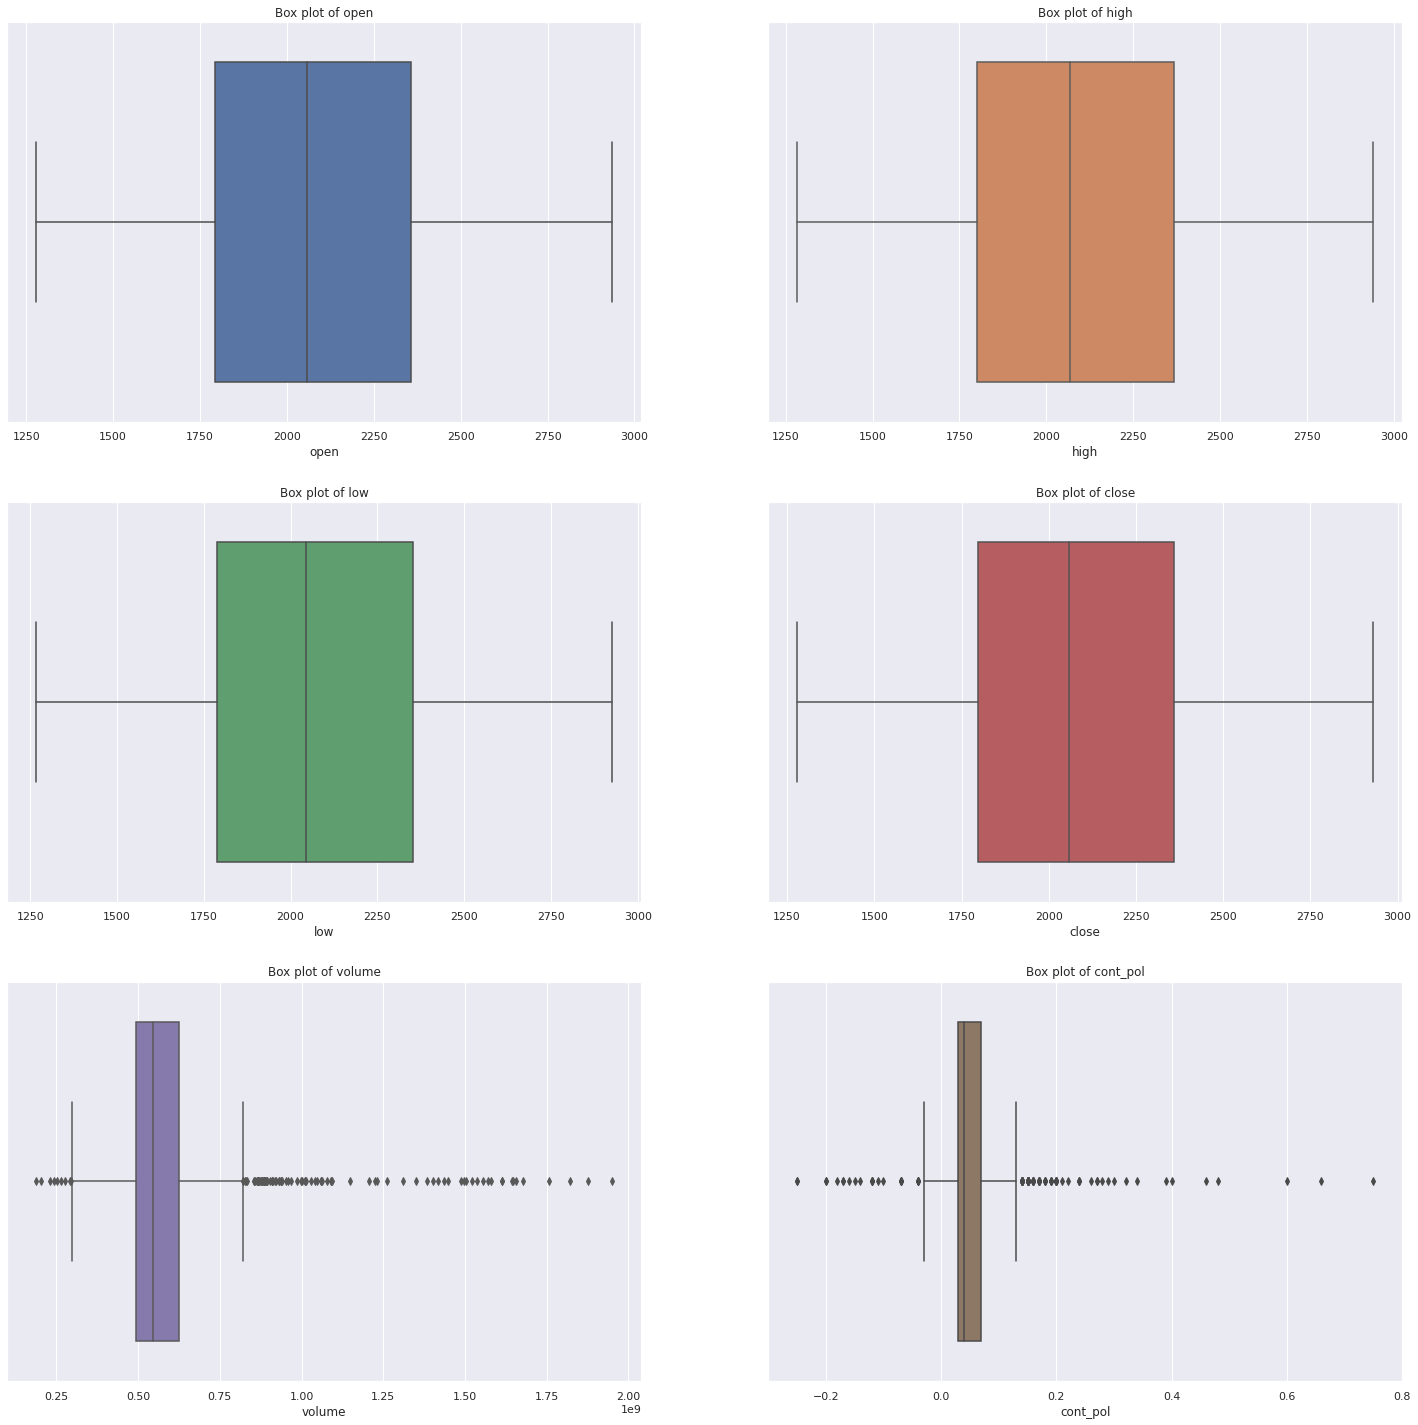 Box plot of open
1250 1500 1750 2000 2250 2500 2750 3000
open
Box plot of high
1250 1500 1750 2000 2250 2500 2750 3000
high
Box plot of low
1250 1500 1750 2000 2250 2500 2750 3000
low
Box plot of close
1250 1500 1750 2000 2250 2500 2750 3000
close
Box plot of volume
0.25 0.50 0.75 1.00 1.25 1.50 1.75 2.00
1e9
volume
Box plot of cont_pol
−0.2 0.0 0.2 0.4 0.6 0.8
cont_pol